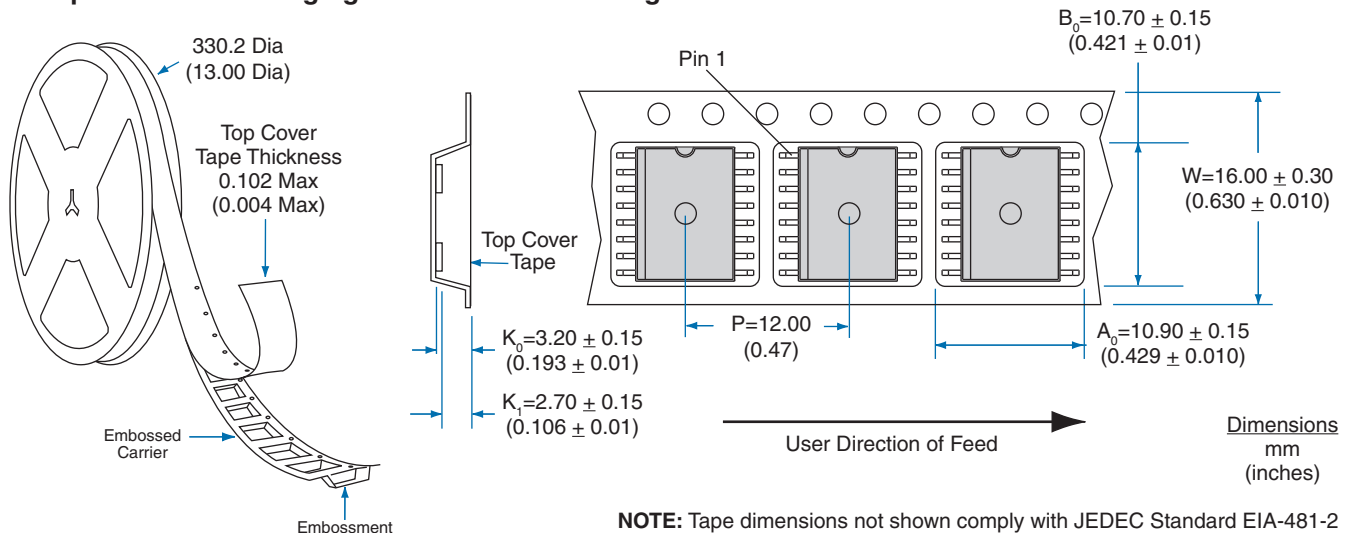 330.2 Dia
(13.00 Dia)
Top Cover
Tape Thickness
0.102 Max
(0.004 Max)
Top Cover
Tape
K₀=3.20 ± 0.15
(0.193 ± 0.01)
K₁=2.70 ± 0.15
(0.106 ± 0.01)
Embossed
Carrier
Embossment
Pin 1
B₀=10.70 ± 0.15
(0.421 ± 0.01)
W=16.00 ± 0.30
(0.630 ± 0.010)
P=12.00
(0.47)
A₀=10.90 ± 0.15
(0.429 ± 0.010)
User Direction of Feed
Dimensions
mm
(inches)
NOTE: Tape dimensions not shown comply with JEDEC Standard EIA-481-2